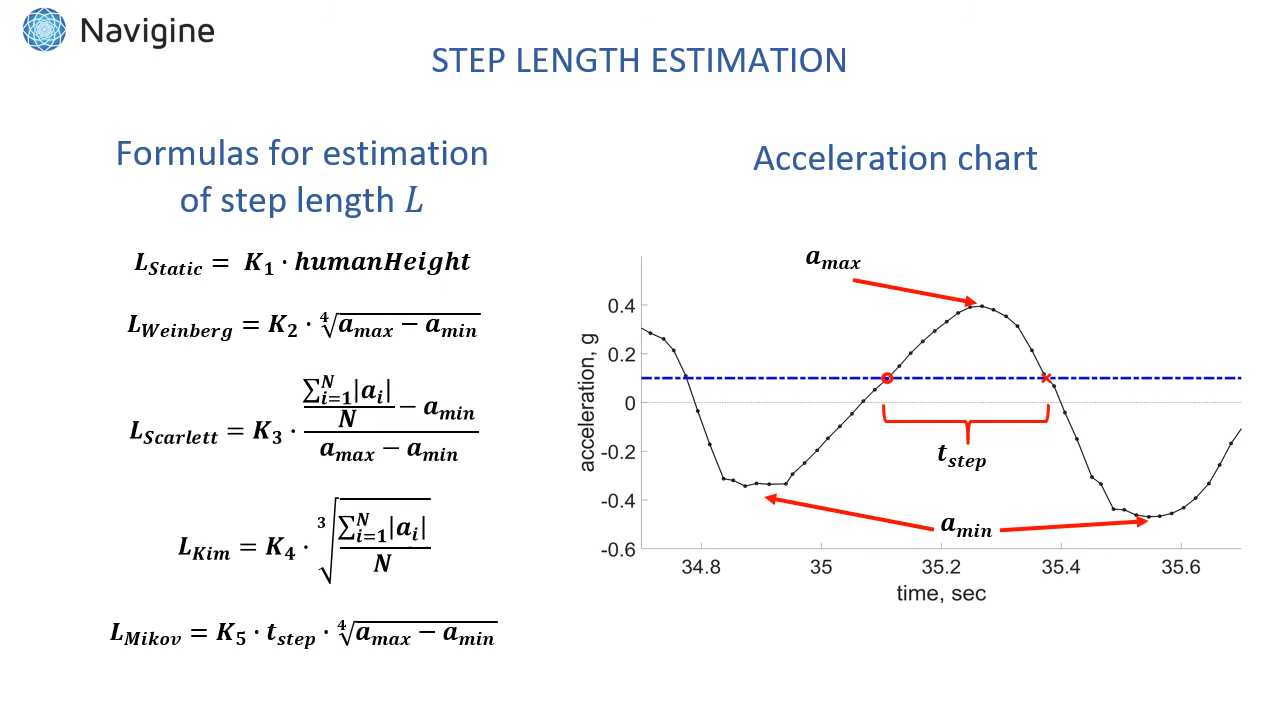 Navigine
STEP LENGTH ESTIMATION
Formulas for estimation
of step length L
L_Static = K_1 · humanHeight
L_Weinberg = K_2 · ∜(a_max − a_min)
L_Scarlett = K_3 · ((∑_{i=1}^{N}|a_i|)/N − a_min)/(a_max − a_min)
L_Kim = K_4 · ∛((∑_{i=1}^{N}|a_i|)/N)
L_Mikov = K_5 · t_step · ∜(a_max − a_min)
Acceleration chart
a_max
0.4
0.2
0
-0.2
-0.4
-0.6
acceleration, g
t_step
a_min
34.8 35 35.2 35.4 35.6
time, sec